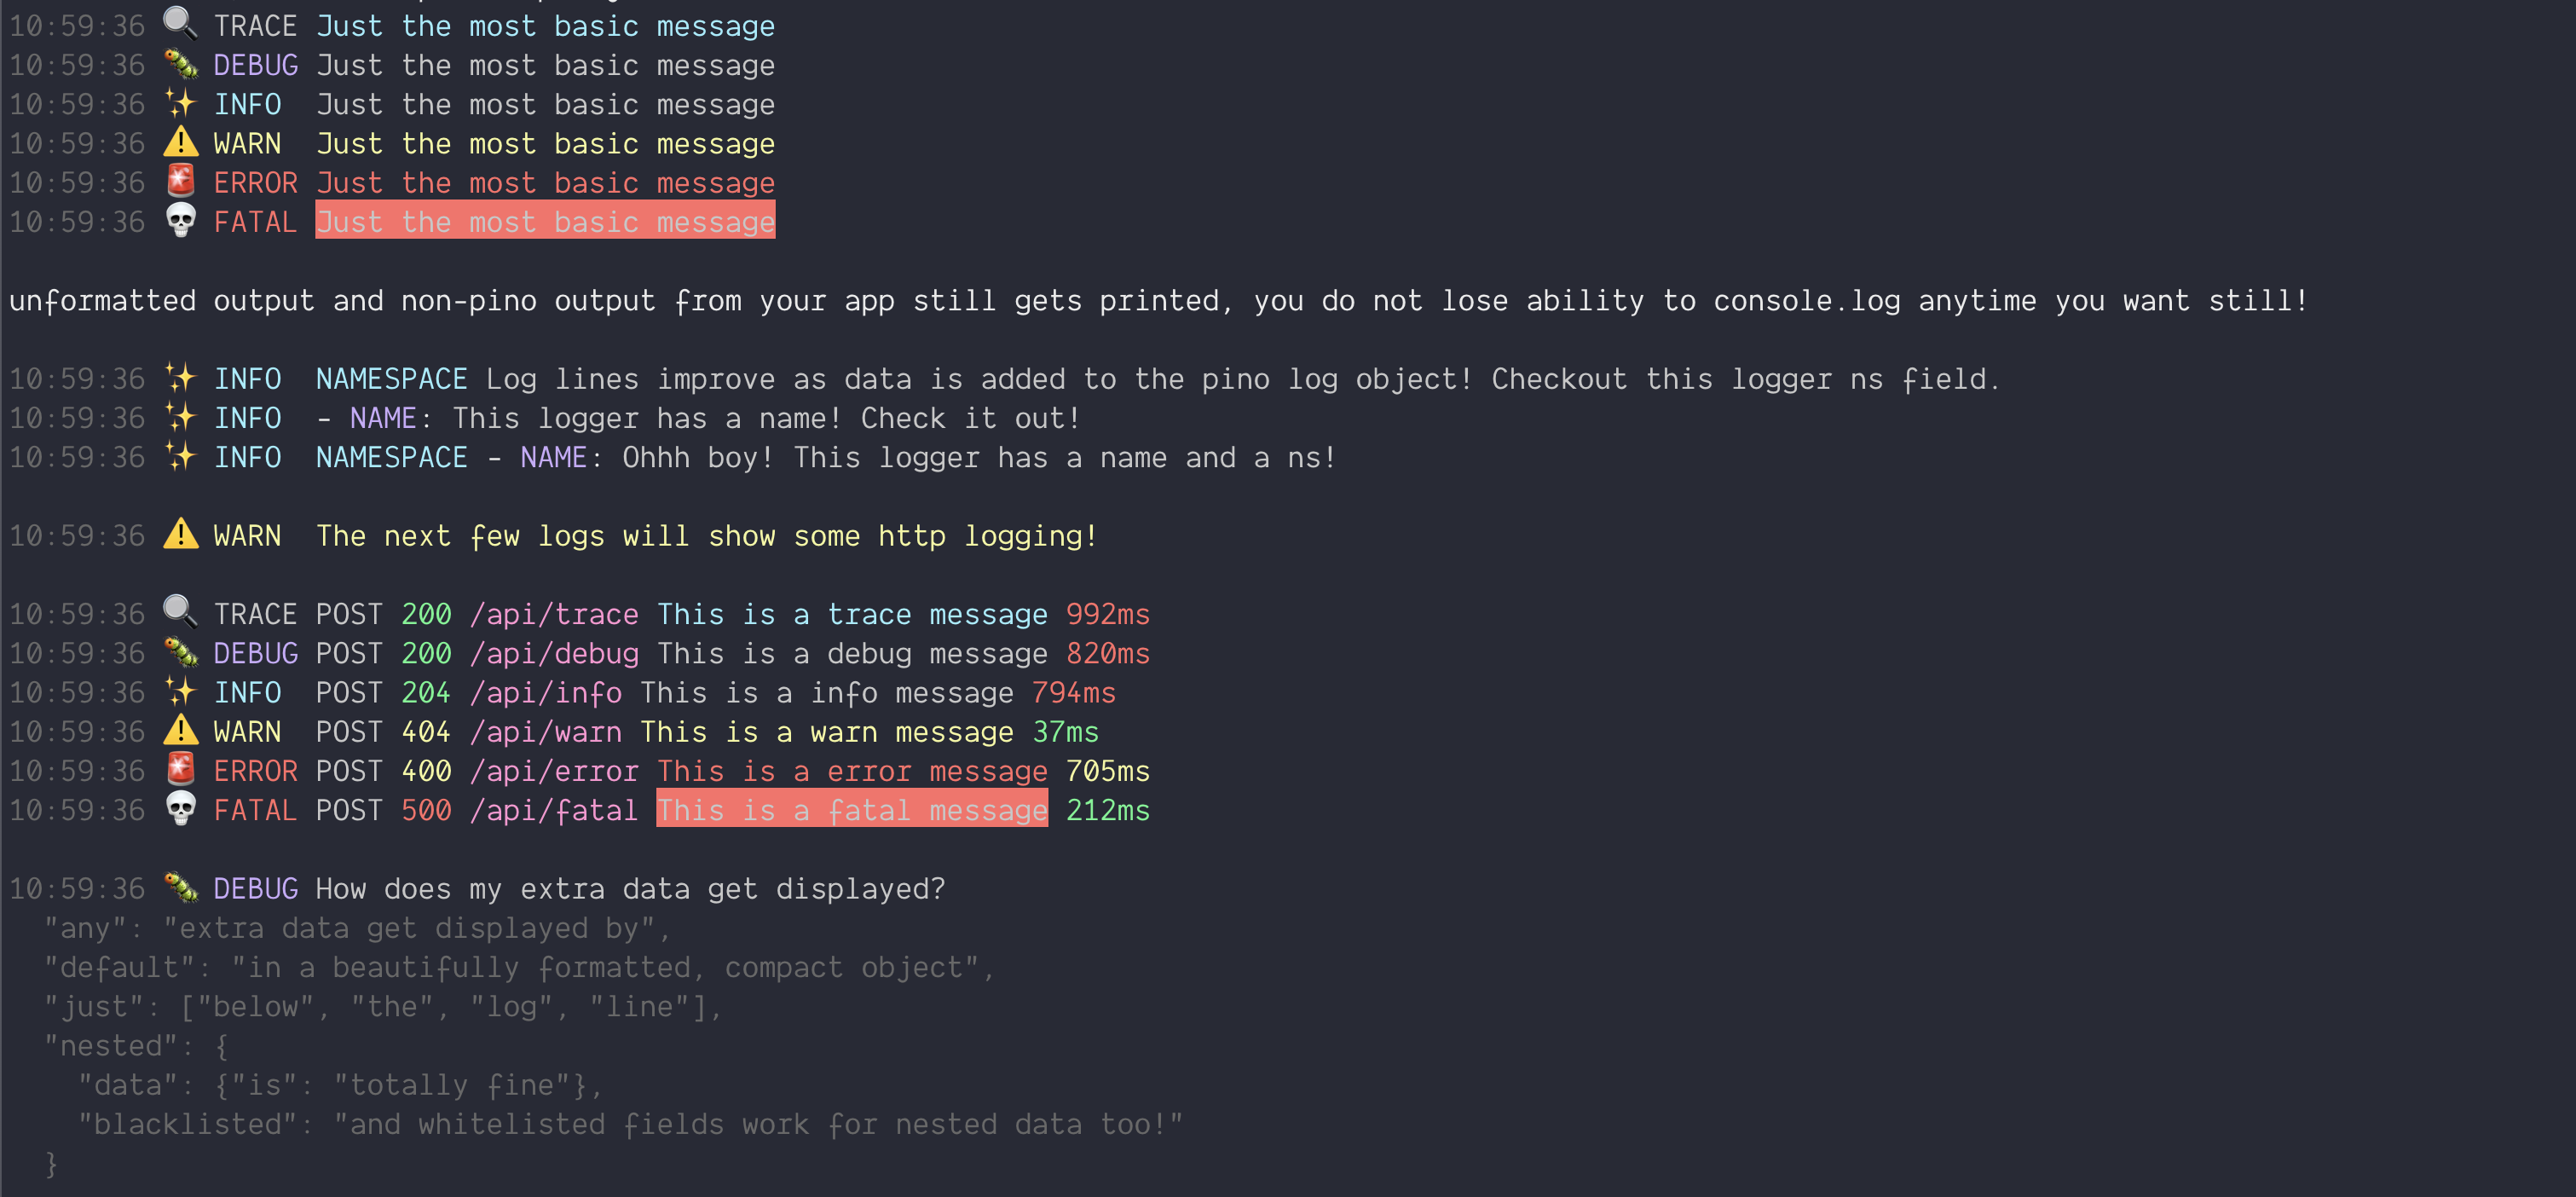 10:59:36 🔍 TRACE Just the most basic message
10:59:36 🐛 DEBUG Just the most basic message
10:59:36 ✨ INFO  Just the most basic message
10:59:36 ⚠️ WARN  Just the most basic message
10:59:36 🚨 ERROR Just the most basic message
10:59:36 💀 FATAL Just the most basic message
unformatted output and non-pino output from your app still gets printed, you do not lose ability to console.log anytime you want still!
10:59:36 ✨ INFO  NAMESPACE Log lines improve as data is added to the pino log object! Checkout this logger ns field.
10:59:36 ✨ INFO  - NAME: This logger has a name! Check it out!
10:59:36 ✨ INFO  NAMESPACE - NAME: Ohhh boy! This logger has a name and a ns!
10:59:36 ⚠️ WARN  The next few logs will show some http logging!
10:59:36 🔍 TRACE POST 200 /api/trace This is a trace message 992ms
10:59:36 🐛 DEBUG POST 200 /api/debug This is a debug message 820ms
10:59:36 ✨ INFO  POST 204 /api/info This is a info message 794ms
10:59:36 ⚠️ WARN  POST 404 /api/warn This is a warn message 37ms
10:59:36 🚨 ERROR POST 400 /api/error This is a error message 705ms
10:59:36 💀 FATAL POST 500 /api/fatal This is a fatal message 212ms
10:59:36 🐛 DEBUG How does my extra data get displayed?
  "any": "extra data get displayed by",
  "default": "in a beautifully formatted, compact object",
  "just": ["below", "the", "log", "line"],
  "nested": {
    "data": {"is": "totally fine"},
    "blacklisted": "and whitelisted fields work for nested data too!"
  }